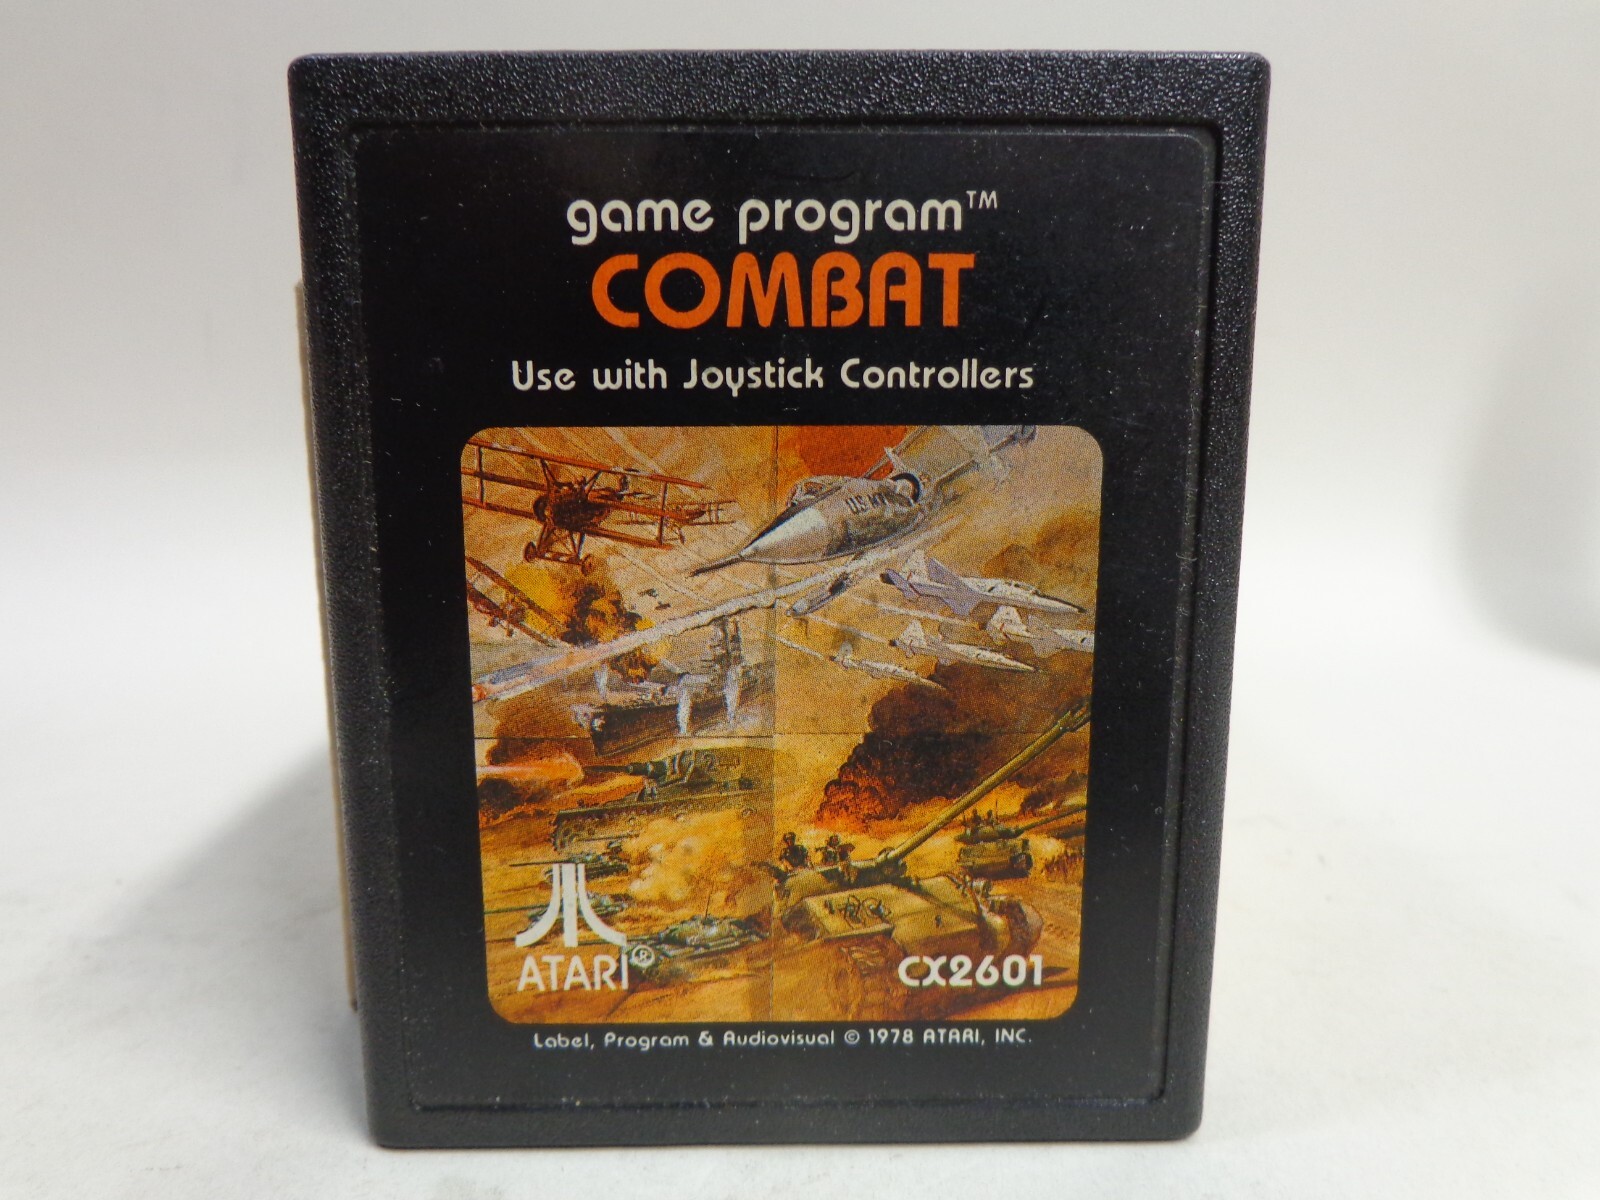 game program™
COMBAT
Use with Joystick Controllers
ATARI®
CX2601
Label, Program & Audiovisual © 1978 ATARI, INC.